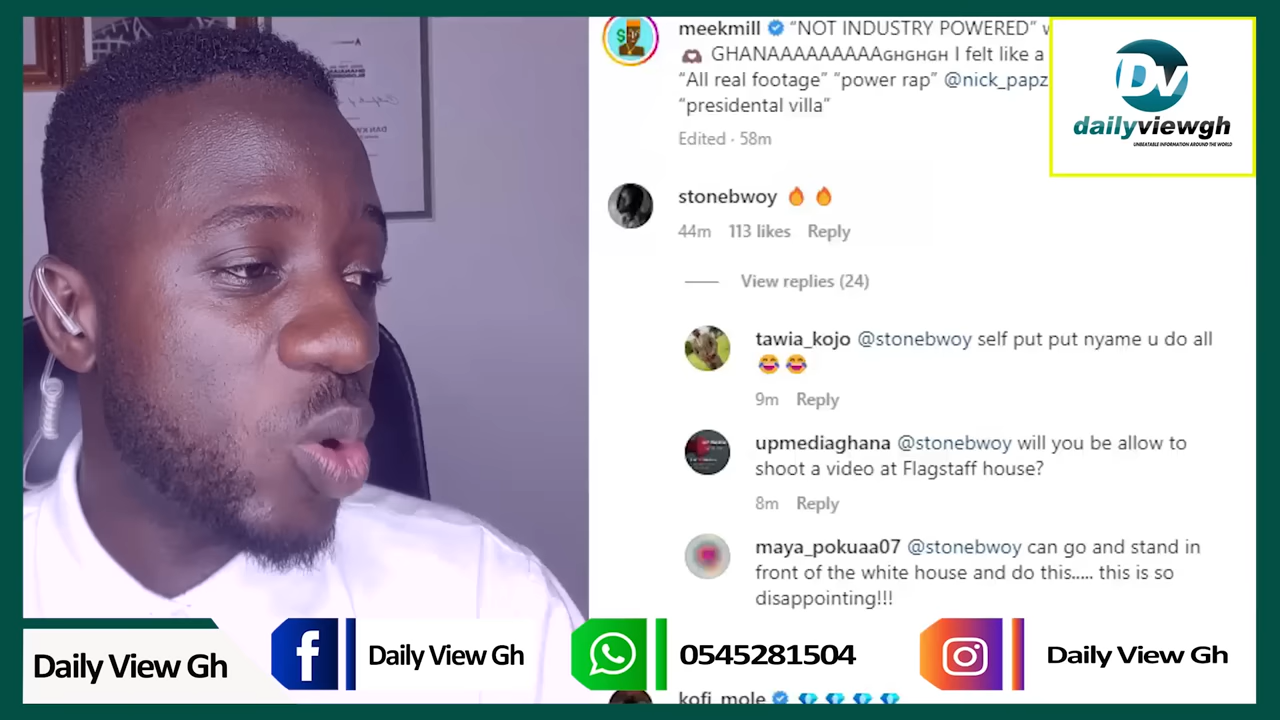 meekmill “NOT INDUSTRY POWERED”
GHANAAAAAAAAAGHGHGH I felt like a
“All real footage” “power rap” @nick_papz
“presidental villa”
Edited · 58m
Dv
dailyviewgh
UNBEATABLE INFORMATION AROUND THE WORLD
stonebwoy 🔥 🔥
44m 113 likes Reply
View replies (24)
tawia_kojo @stonebwoy self put put nyame u do all
😂 😂
9m Reply
upmediaghana @stonebwoy will you be allow to
shoot a video at Flagstaff house?
8m Reply
maya_pokuaa07 @stonebwoy can go and stand in
front of the white house and do this..... this is so
disappointing!!!
Daily View Gh
f
Daily View Gh
0545281504
Daily View Gh
kofi_mole 💎 💎 💎 💎